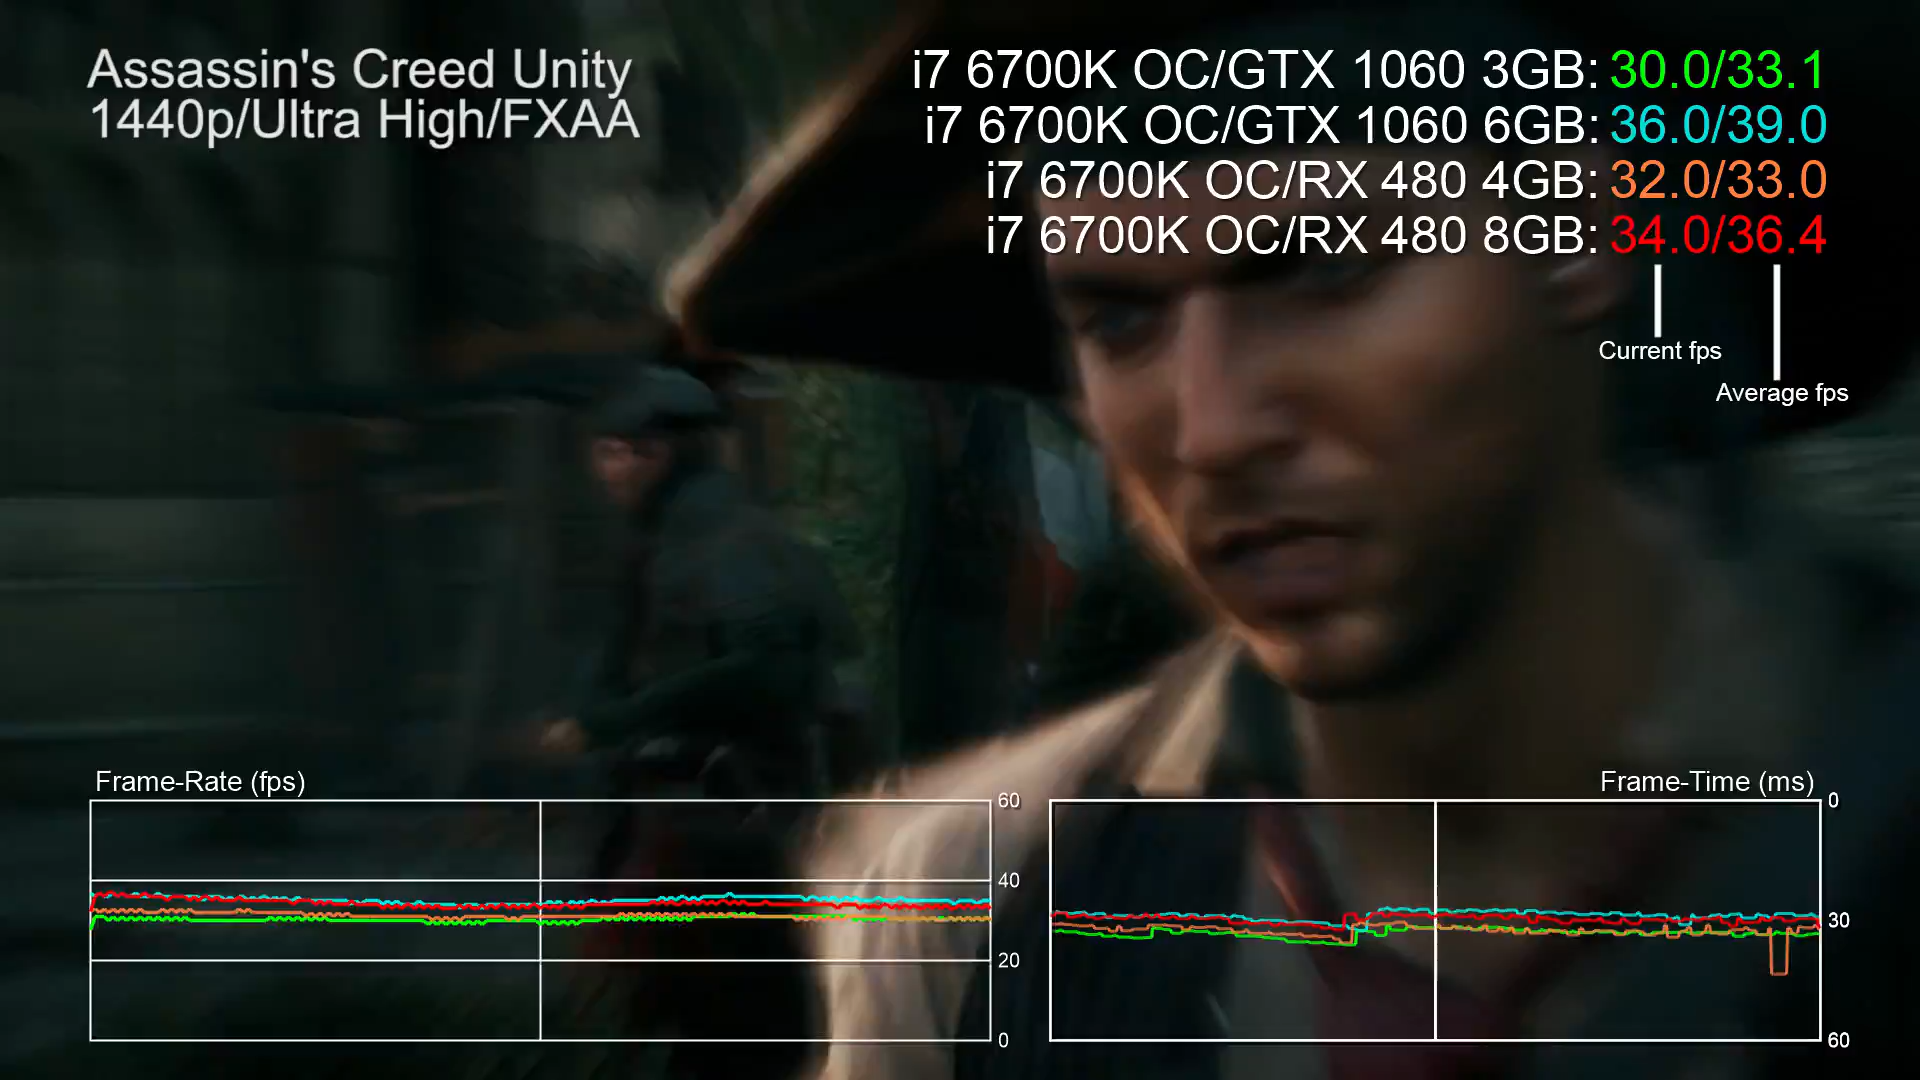 Assassin's Creed Unity
1440p/Ultra High/FXAA
i7 6700K OC/GTX 1060 3GB: 30.0/33.1
i7 6700K OC/GTX 1060 6GB: 36.0/39.0
i7 6700K OC/RX 480 4GB: 32.0/33.0
i7 6700K OC/RX 480 8GB: 34.0/36.4
Current fps
Average fps
Frame-Rate (fps)
60
40
20
0
Frame-Time (ms)
0
30
60